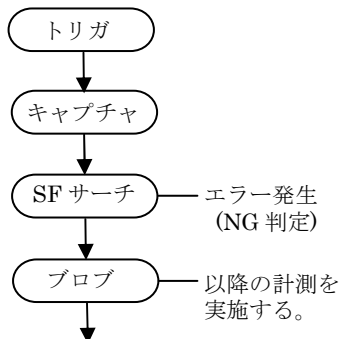 トリガ
キャプチャ
SF サーチ
エラー発生
(NG 判定)
ブロブ
以降の計測を
実施する。